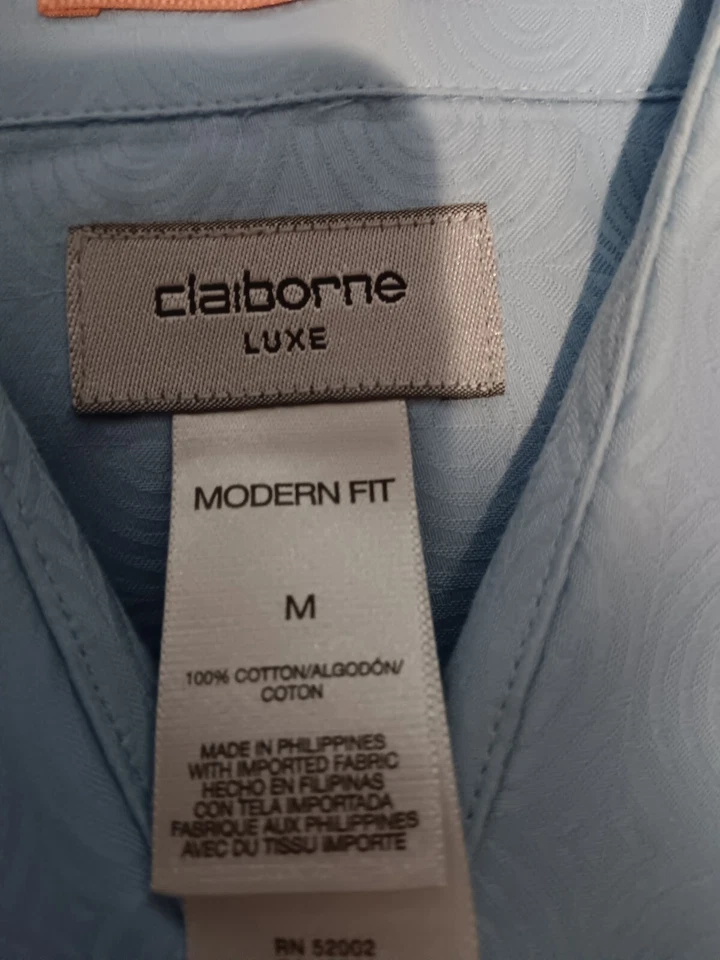 claiborne
LUXE
MODERN FIT
M
100% COTTON/ALGODÓN/
COTON
MADE IN PHILIPPINES
WITH IMPORTED FABRIC
HECHO EN FILIPINAS
CON TELA IMPORTADA
FABRIQUE AUX PHILIPPINES
AVEC DU TISSU IMPORTE
RN 52002